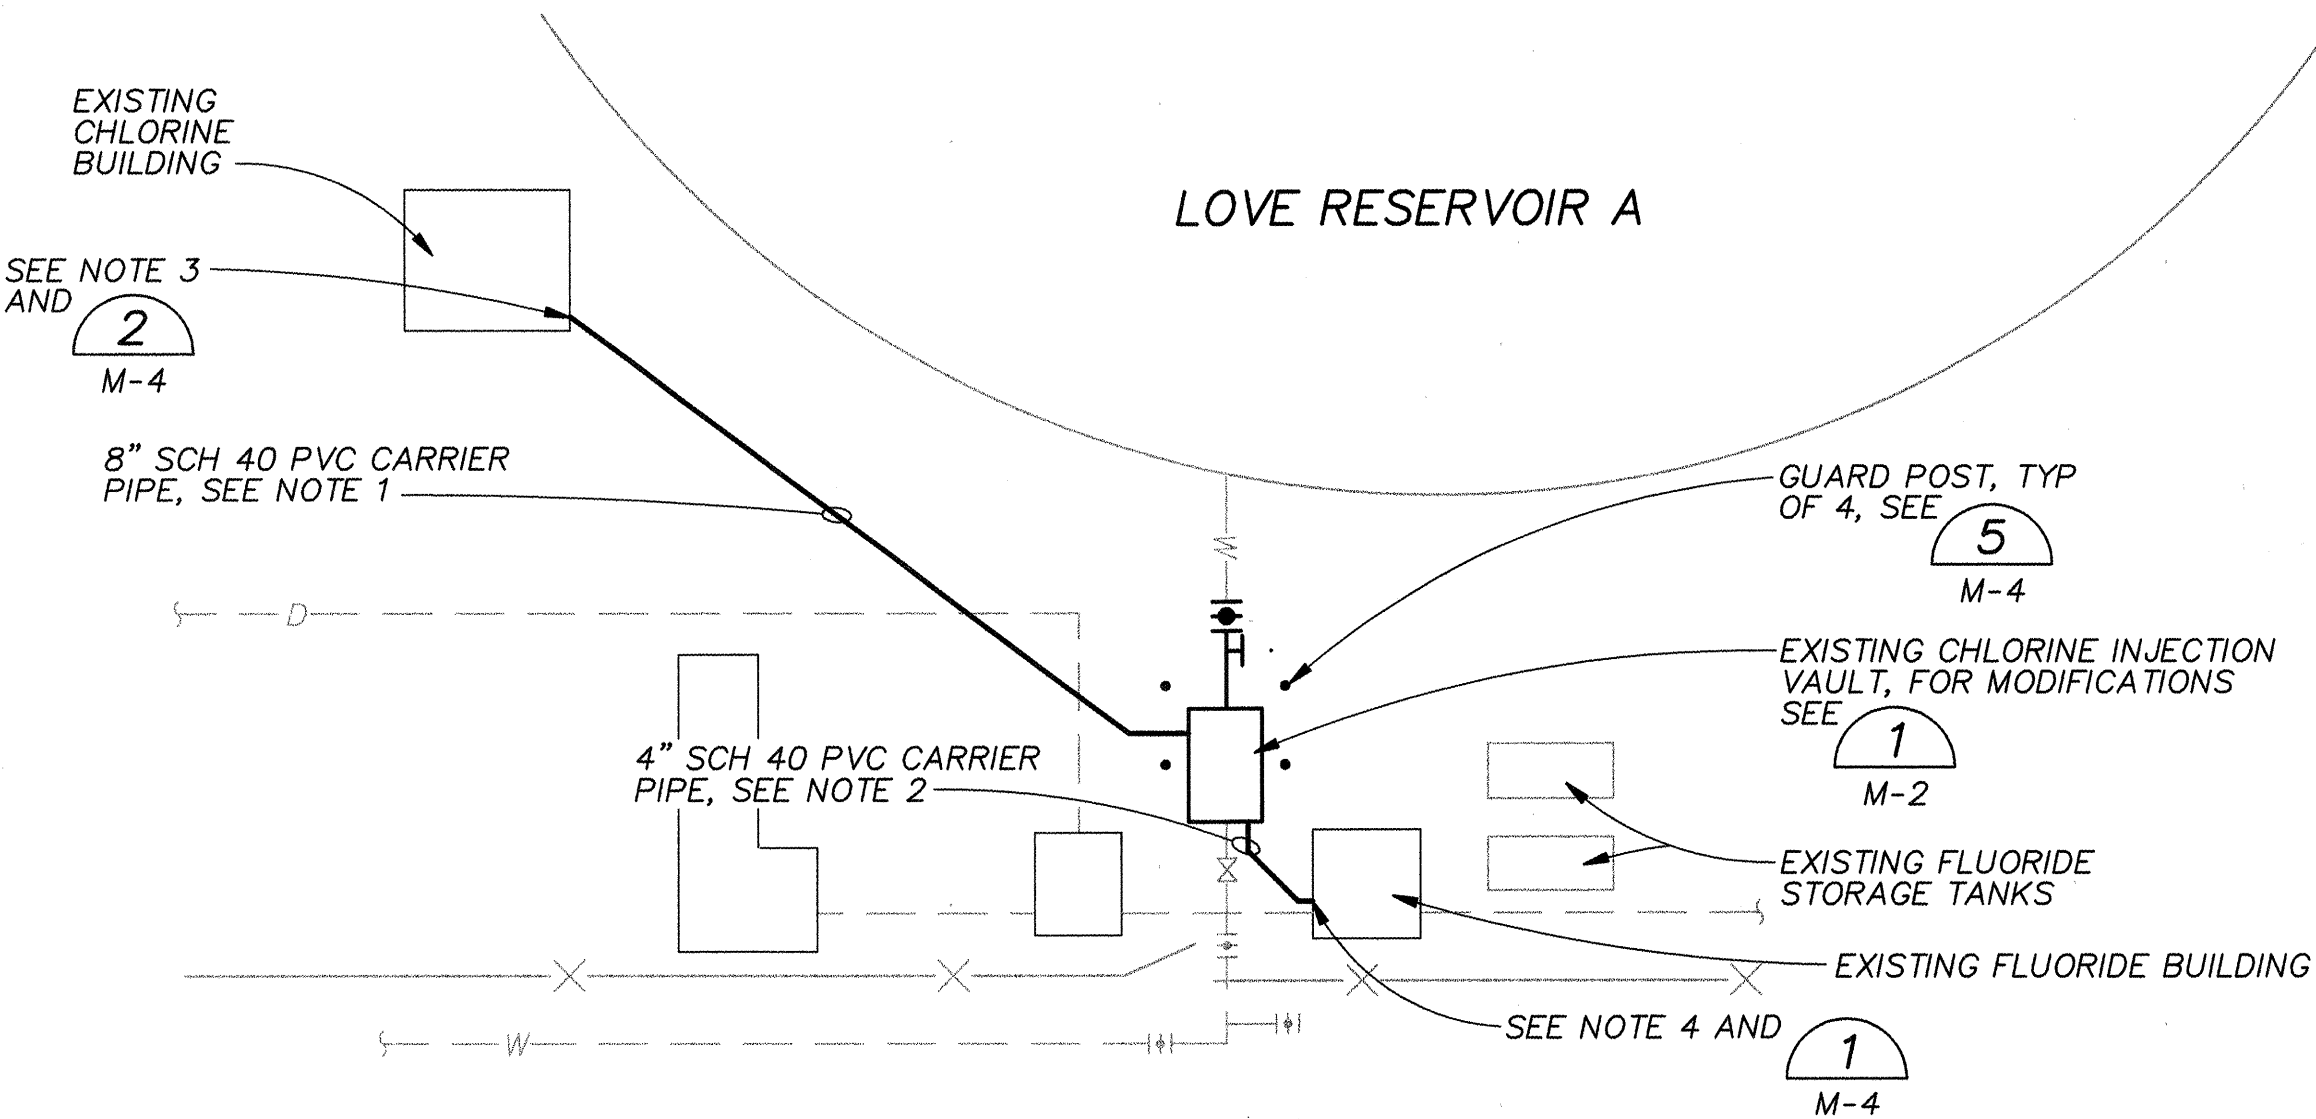 EXISTING
CHLORINE
BUILDING
LOVE RESERVOIR A
SEE NOTE 3
AND
2
M-4
8" SCH 40 PVC CARRIER
PIPE, SEE NOTE 1
GUARD POST, TYP
OF 4, SEE
5
M-4
W
D
EXISTING CHLORINE INJECTION
VAULT, FOR MODIFICATIONS
SEE
1
M-2
4" SCH 40 PVC CARRIER
PIPE, SEE NOTE 2
EXISTING FLUORIDE
STORAGE TANKS
EXISTING FLUORIDE BUILDING
SEE NOTE 4 AND
1
M-4
W